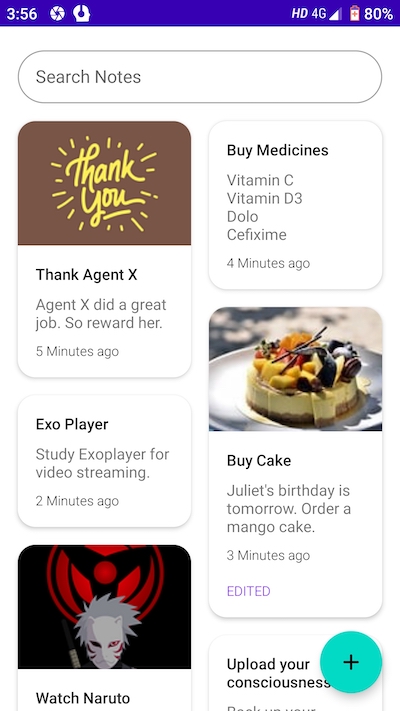 3:56
HD 4G 80%
Search Notes
Thank
You
Thank Agent X
Agent X did a great
job. So reward her.
5 Minutes ago
Buy Medicines
Vitamin C
Vitamin D3
Dolo
Cefixime
4 Minutes ago
Exo Player
Study Exoplayer for
video streaming.
2 Minutes ago
Buy Cake
Juliet's birthday is
tomorrow. Order a
mango cake.
3 Minutes ago
EDITED
Watch Naruto
Upload your
consciousness
Back up your